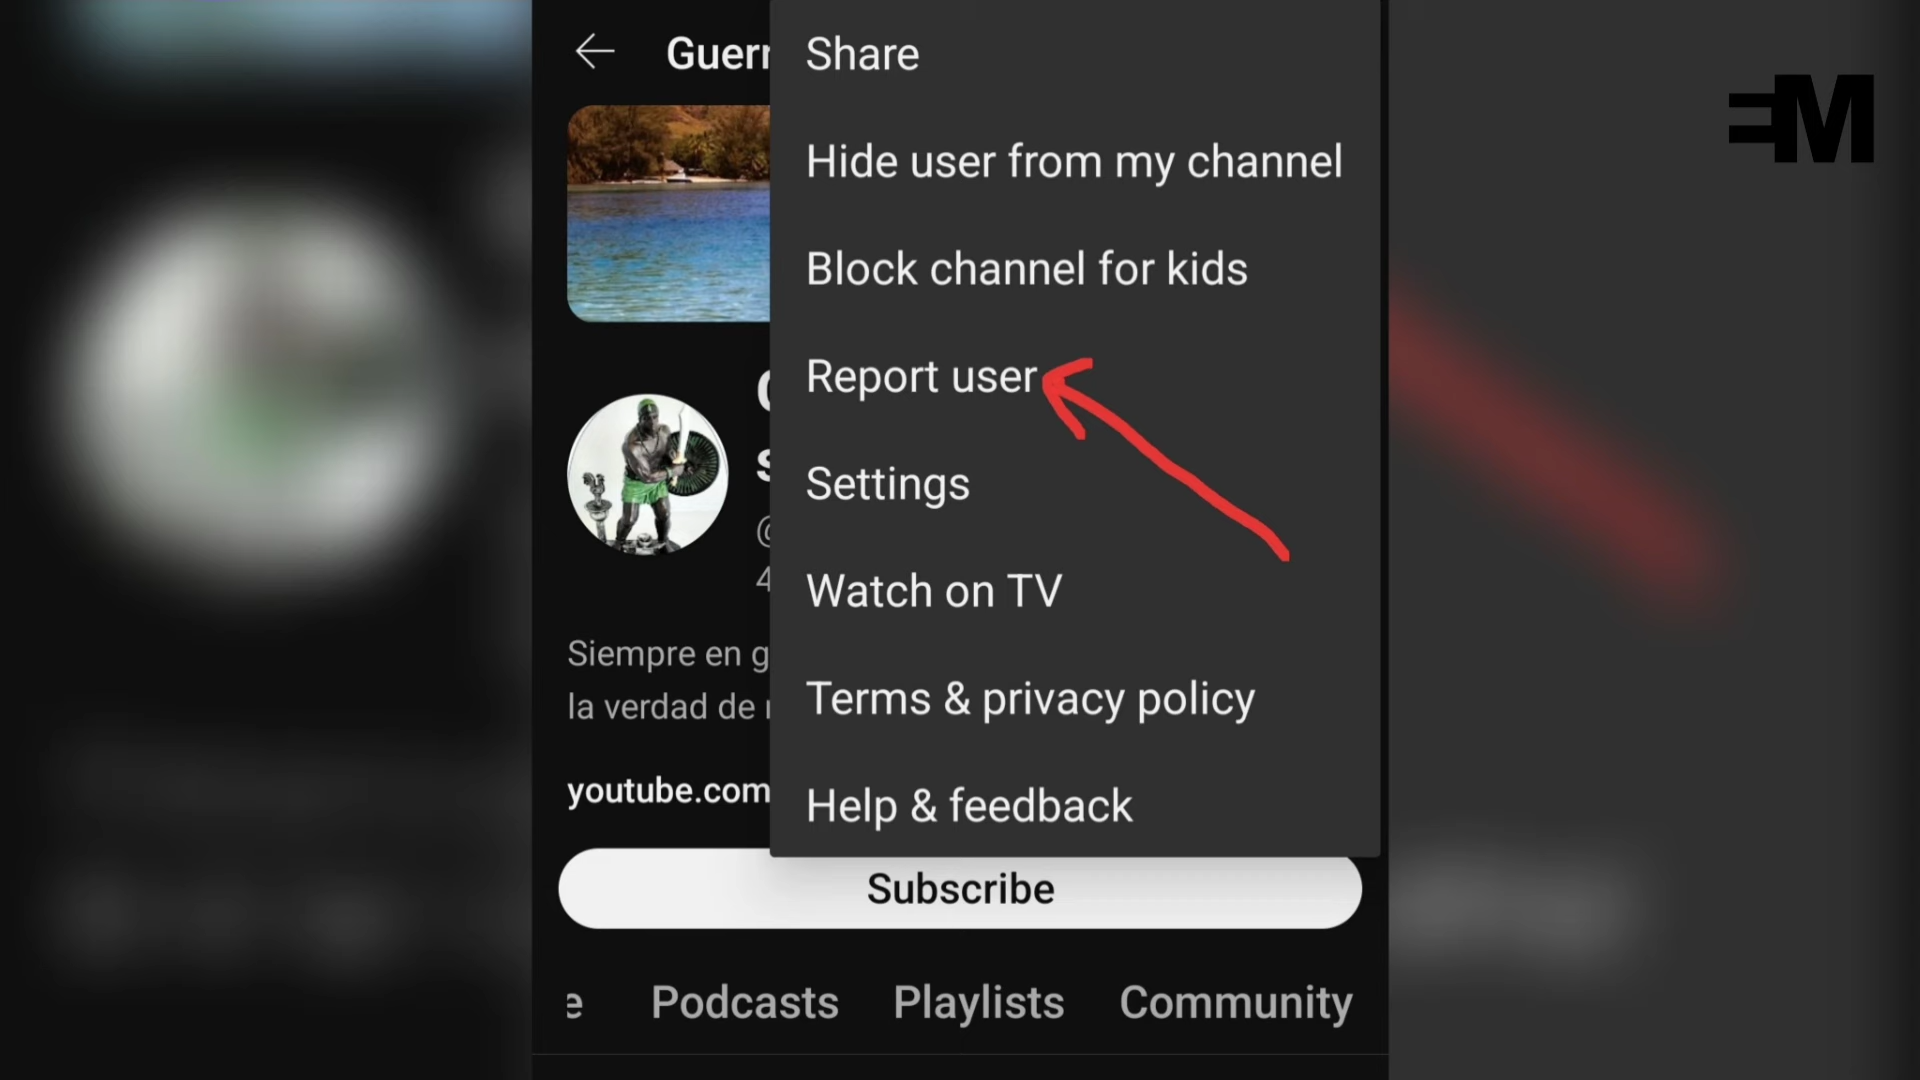 Guerr
Share
Hide user from my channel
Block channel for kids
Report user
Settings
Watch on TV
Terms & privacy policy
Help & feedback
Siempre en g
la verdad de
youtube.com
Subscribe
e Podcasts Playlists Community